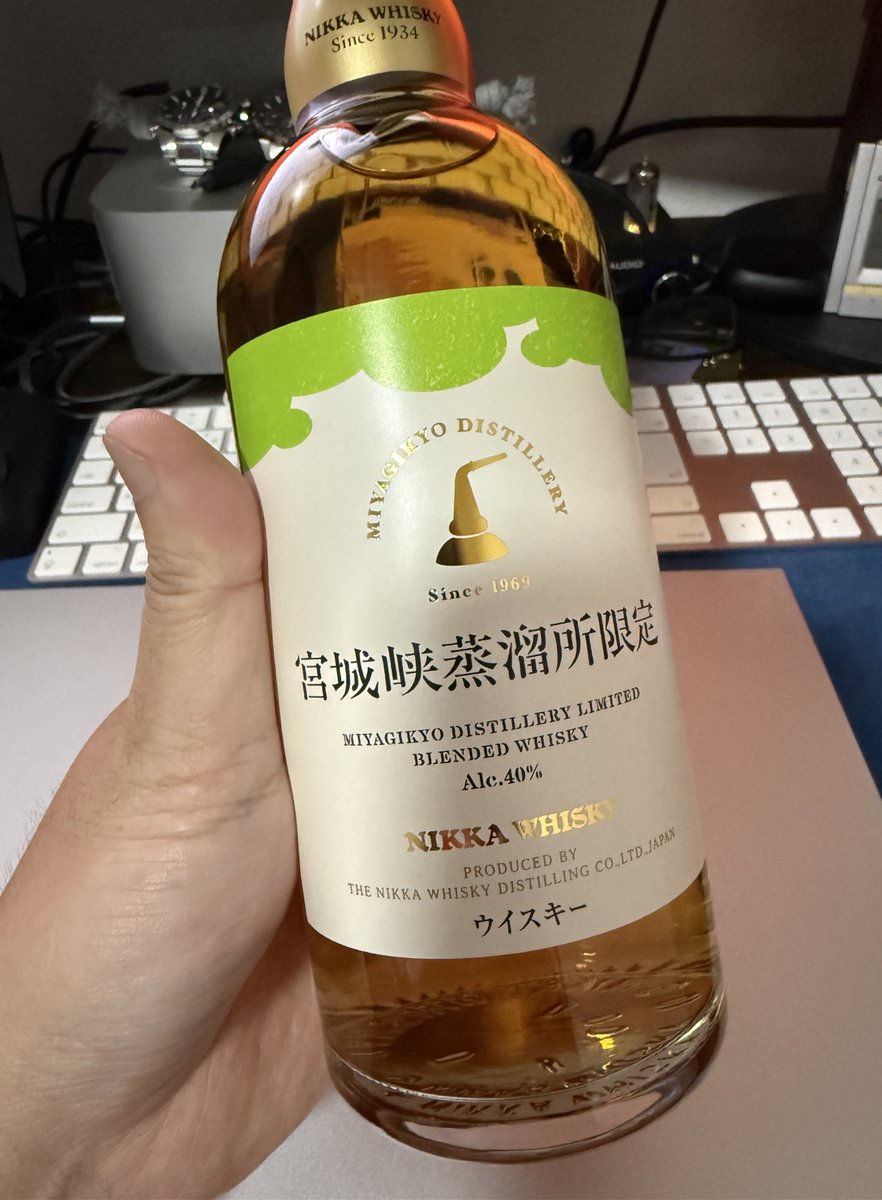 NIKKA WHISKY
Since 1934
MIYAGIKYO DISTILLERY
Since 1969
宮城峡蒸溜所限定
MIYAGIKYO DISTILLERY LIMITED
BLENDED WHISKY
Alc.40%
NIKKA WHISKY
PRODUCED BY
THE NIKKA WHISKY DISTILLING CO.,LTD.,JAPAN
ウイスキー